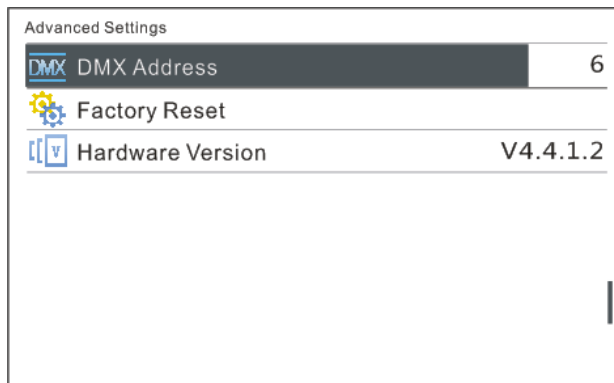 Advanced Settings
DMX DMX Address 6
Factory Reset
V Hardware Version V4.4.1.2